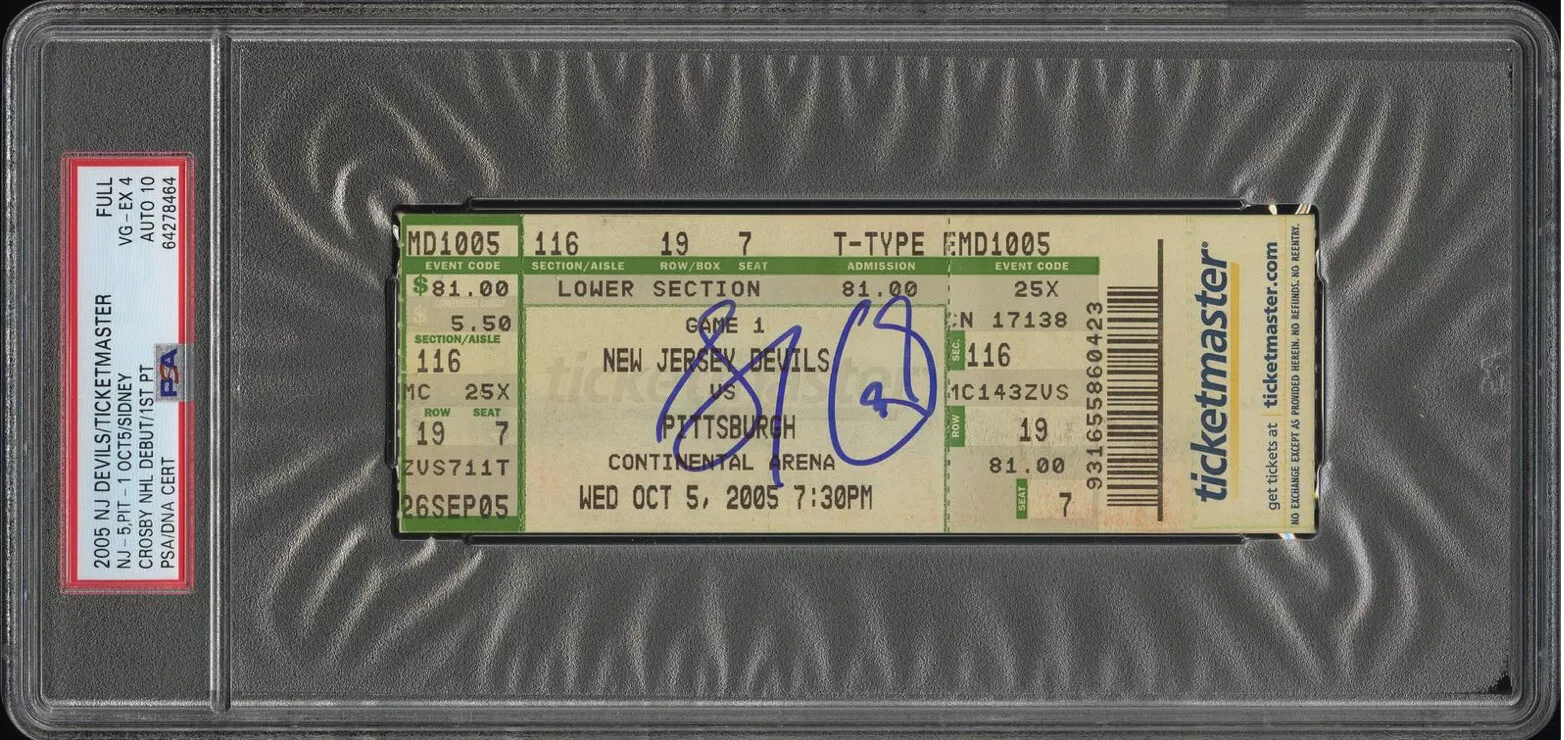 2005 NJ DEVILS/TICKETMASTER FULL
NJ-5,PIT-1 OCT5/SIDNEY VG-EX 4
CROSBY NHL DEBUT/1ST PT AUTO 10
PSA/DNA CERT 64278464
PSA
MD1005 116 19 7 T-TYPE EMD1005
EVENT CODE SECTION/AISLE ROW/BOX SEAT ADMISSION EVENT CODE
$81.00 LOWER SECTION 81.00 25X
$ 5.50 GAME 1 CN 17138
SECTION/AISLE
116 NEW JERSEY DEVILS SEC. 116
ticketmaster
MC 25X VS MC143ZVS
ROW SEAT
19 7 PITTSBURGH ROW 19
ZVS711T CONTINENTAL ARENA 81.00
26SEP05 WED OCT 5, 2005 7:30PM SEAT 7
931655860423
ticketmaster®
get tickets at ticketmaster.com
NO EXCHANGE EXCEPT AS PROVIDED HEREIN. NO REFUNDS. NO REENTRY.